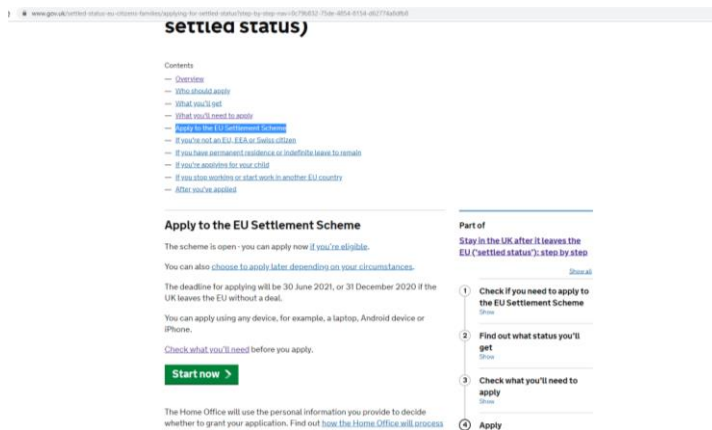 www.gov.uk/settled-status-eu-citizens-families/applying-for-settled-status
settled status)
Contents
— Overview
— Who should apply
— What you'll get
— What you'll need to apply
— Apply to the EU Settlement Scheme
— If you're not an EU, EEA or Swiss citizen
— If you have permanent residence or indefinite leave to remain
— If you're applying for your child
— If you stop working or start work in another EU country
— After you've applied
Apply to the EU Settlement Scheme
The scheme is open - you can apply now if you're eligible.
You can also choose to apply later depending on your circumstances.
The deadline for applying will be 30 June 2021, or 31 December 2020 if the
UK leaves the EU without a deal.
You can apply using any device, for example, a laptop, Android device or
iPhone.
Check what you'll need before you apply.
Start now
The Home Office will use the personal information you provide to decide
whether to grant your application. Find out how the Home Office will process
Part of
Stay in the UK after it leaves the
EU ('settled status'): step by step
Show all
1 Check if you need to apply to
the EU Settlement Scheme
Show
2 Find out what status you'll
get
Show
3 Check what you'll need to
apply
Show
4 Apply